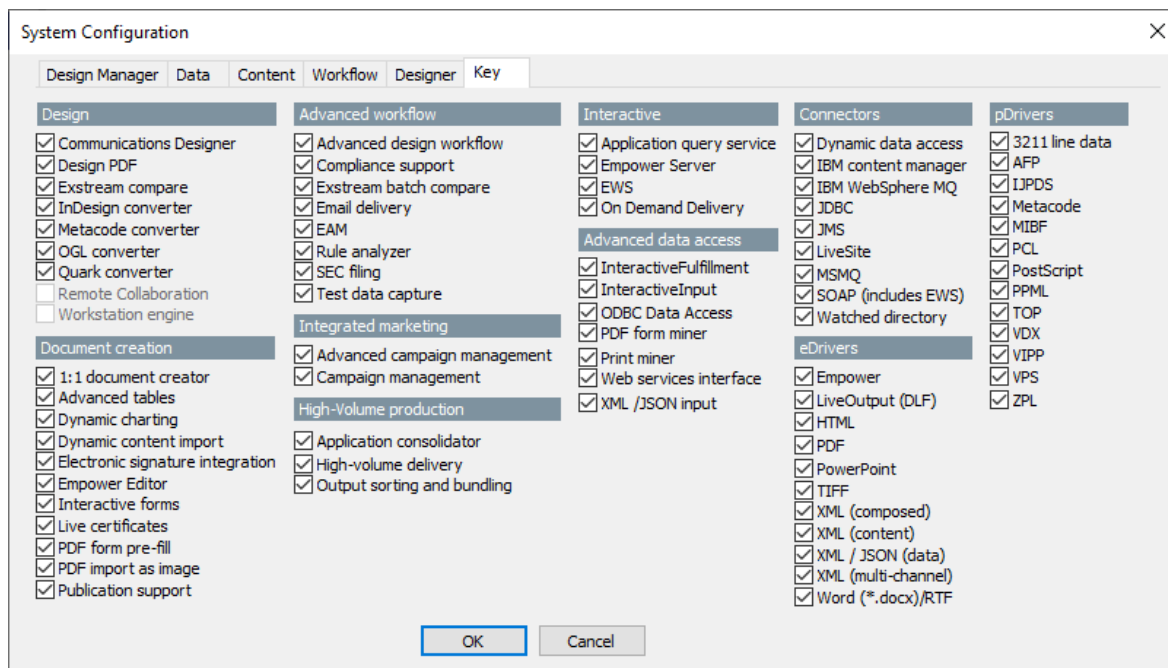 System Configuration
Design Manager
Data
Content
Workflow
Designer
Key
Design
Communications Designer
Design PDF
Exstream compare
InDesign converter
Metacode converter
OGL converter
Quark converter
Remote Collaboration
Workstation engine
Document creation
1:1 document creator
Advanced tables
Dynamic charting
Dynamic content import
Electronic signature integration
Empower Editor
Interactive forms
Live certificates
PDF form pre-fill
PDF import as image
Publication support
Advanced workflow
Advanced design workflow
Compliance support
Exstream batch compare
Email delivery
EAM
Rule analyzer
SEC filing
Test data capture
Integrated marketing
Advanced campaign management
Campaign management
High-Volume production
Application consolidator
High-volume delivery
Output sorting and bundling
Interactive
Application query service
Empower Server
EWS
On Demand Delivery
Advanced data access
InteractiveFulfillment
InteractiveInput
ODBC Data Access
PDF form miner
Print miner
Web services interface
XML /JSON input
Connectors
Dynamic data access
IBM content manager
IBM WebSphere MQ
JDBC
JMS
LiveSite
MSMQ
SOAP (includes EWS)
Watched directory
eDrivers
Empower
LiveOutput (DLF)
HTML
PDF
PowerPoint
TIFF
XML (composed)
XML (content)
XML / JSON (data)
XML (multi-channel)
Word (*.docx)/RTF
pDrivers
3211 line data
AFP
IJPDS
Metacode
MIBF
PCL
PostScript
PPML
TOP
VDX
VIPP
VPS
ZPL
OK
Cancel